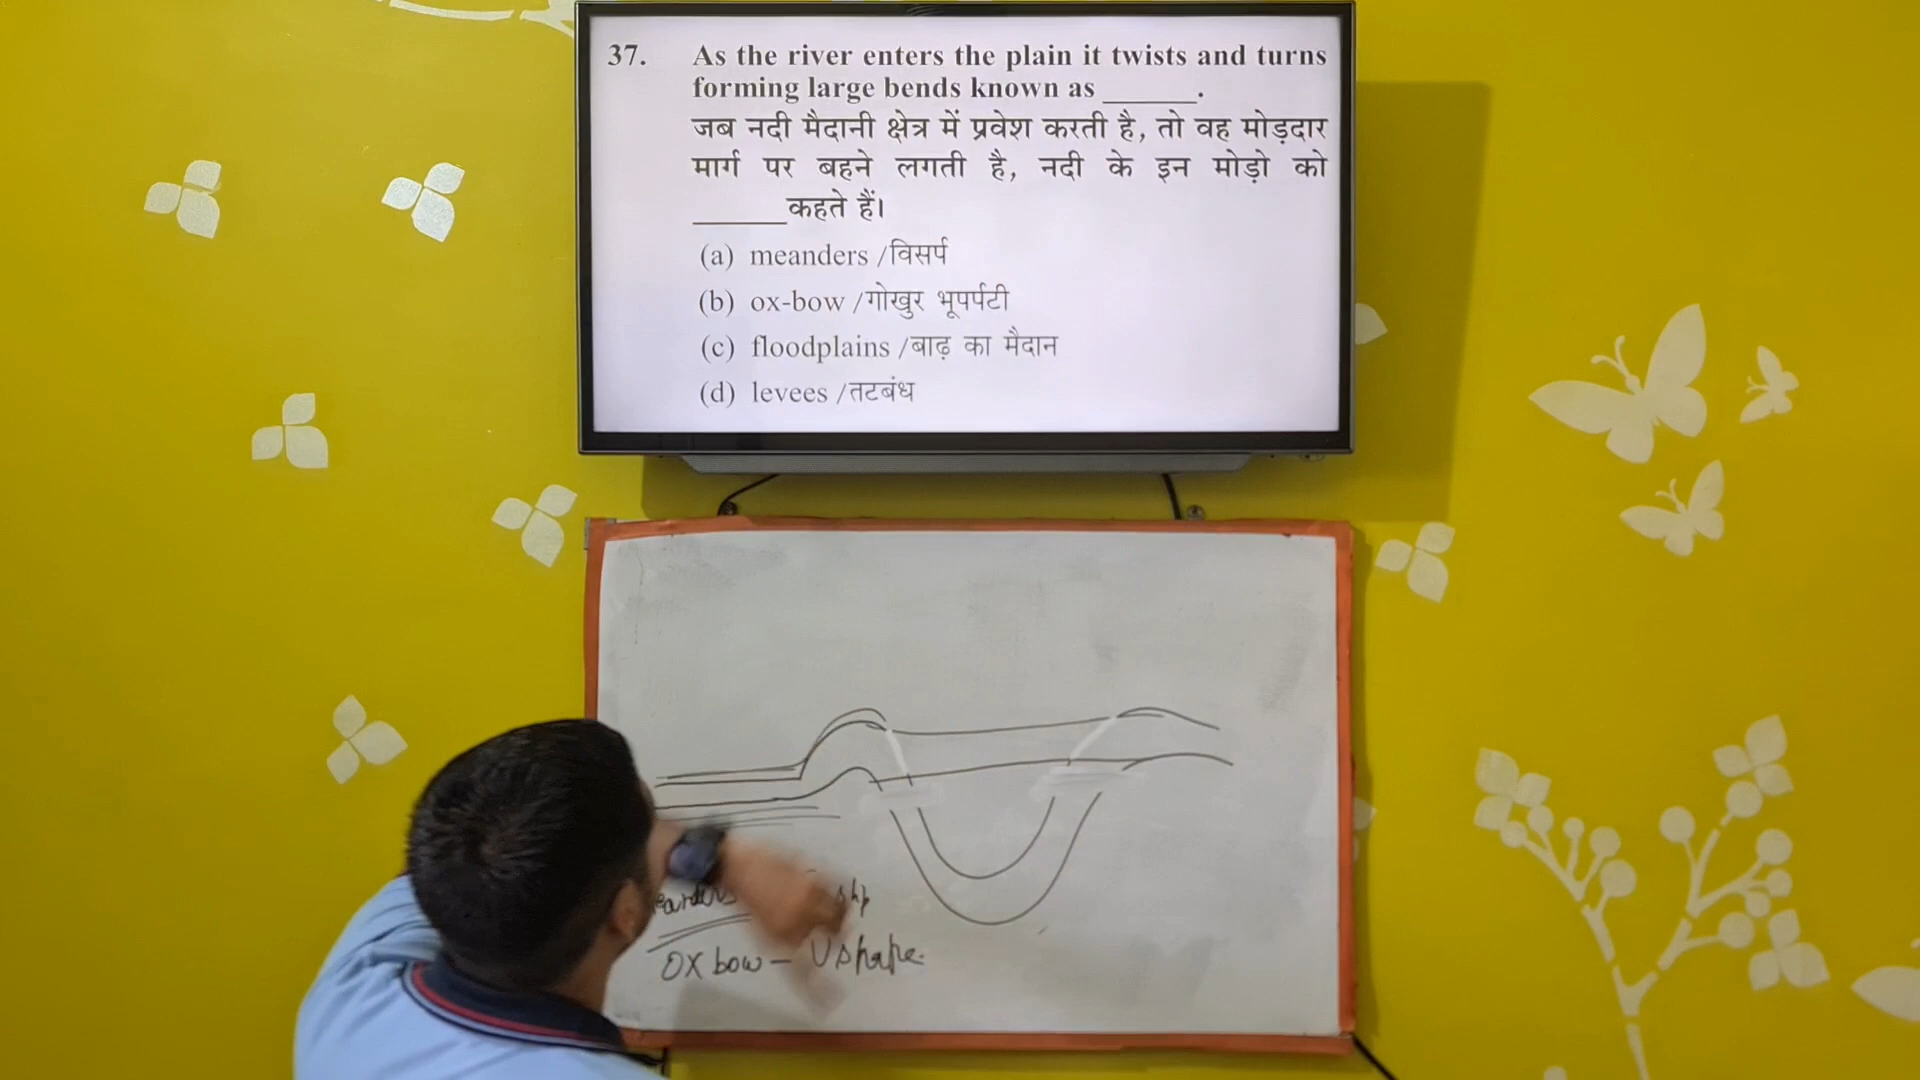 37. As the river enters the plain it twists and turns
forming large bends known as ______.
जब नदी मैदानी क्षेत्र में प्रवेश करती है, तो वह मोड़दार
मार्ग पर बहने लगती है, नदी के इन मोड़ो को
______कहते हैं।
(a) meanders /विसर्प
(b) ox-bow /गोखुर भूपर्पटी
(c) floodplains /बाढ़ का मैदान
(d) levees /तटबंध
OX bow - U shape.